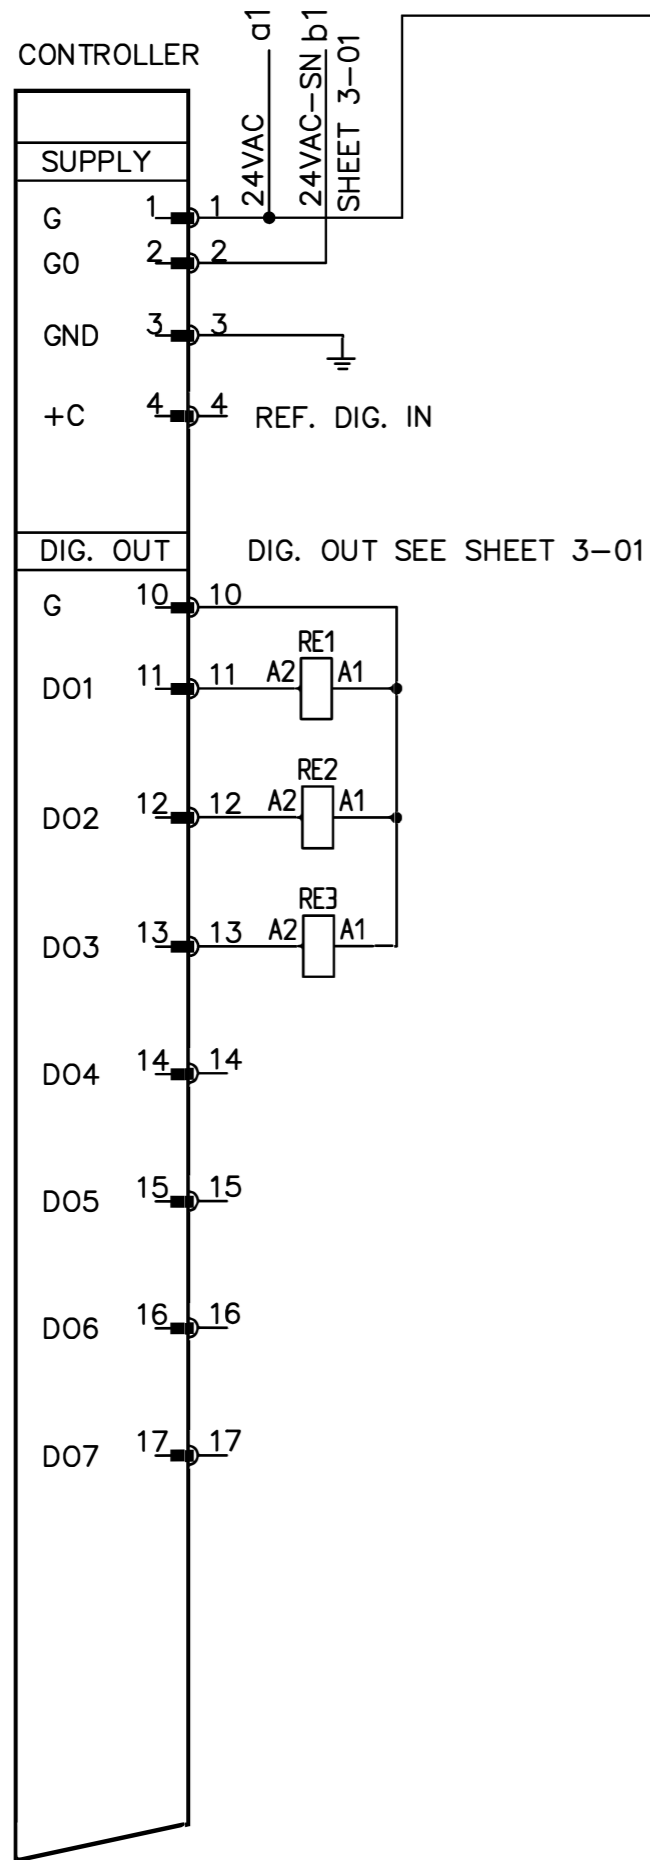 a1
b1
CONTROLLER
24VAC
24VAC-SN
SHEET 3-01
SUPPLY
G 1 1
G0 2 2
GND 3 3
+C 4 4 REF. DIG. IN
DIG. OUT DIG. OUT SEE SHEET 3-01
G 10 10
RE1
DO1 11 11 A2 A1
RE2
DO2 12 12 A2 A1
RE3
DO3 13 13 A2 A1
DO4 14 14
DO5 15 15
DO6 16 16
DO7 17 17